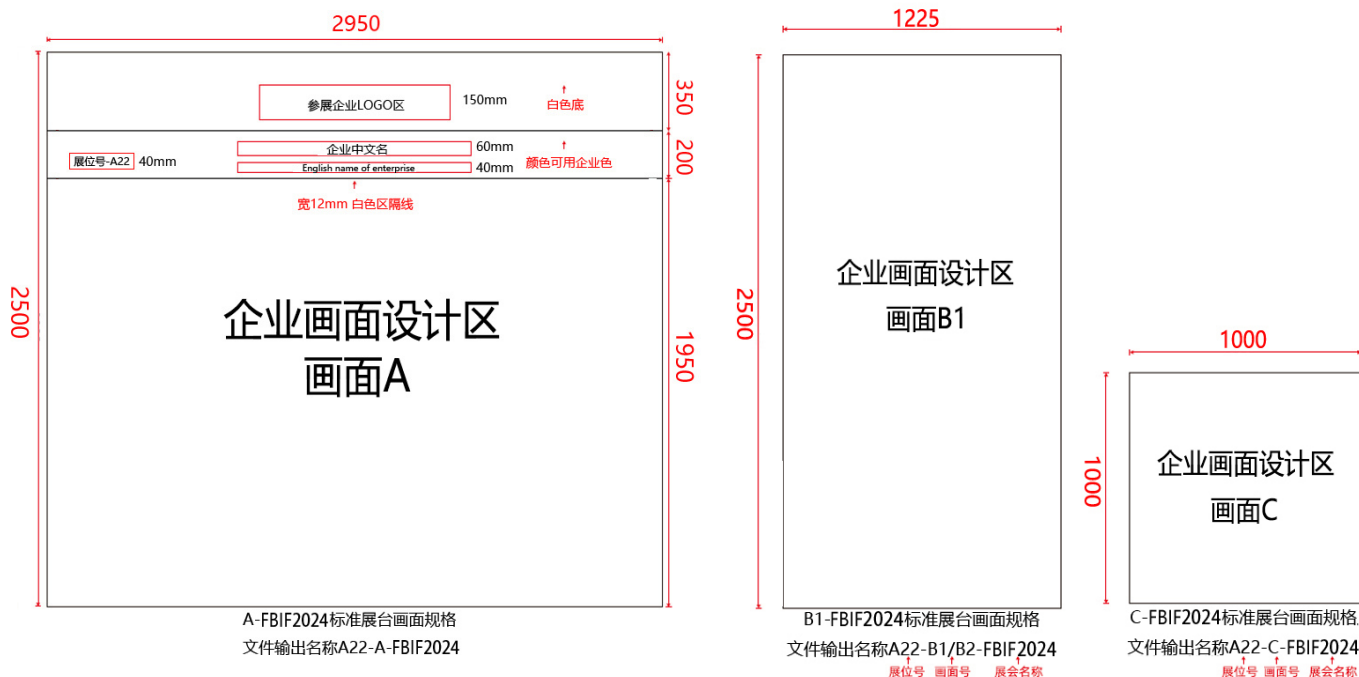 2950
参展企业LOGO区
150mm
白色底
350
展位号-A22
40mm
企业中文名
60mm
English name of enterprise
40mm
颜色可用企业色
200
宽12mm 白色区隔线
2500
企业画面设计区
画面A
1950
A-FBIF2024标准展台画面规格
文件输出名称A22-A-FBIF2024
1225
2500
企业画面设计区
画面B1
B1-FBIF2024标准展台画面规格
文件输出名称A22-B1/B2-FBIF2024
展位号 画面号 展会名称
1000
1000
企业画面设计区
画面C
C-FBIF2024标准展台画面规格
文件输出名称A22-C-FBIF2024
展位号 画面号 展会名称